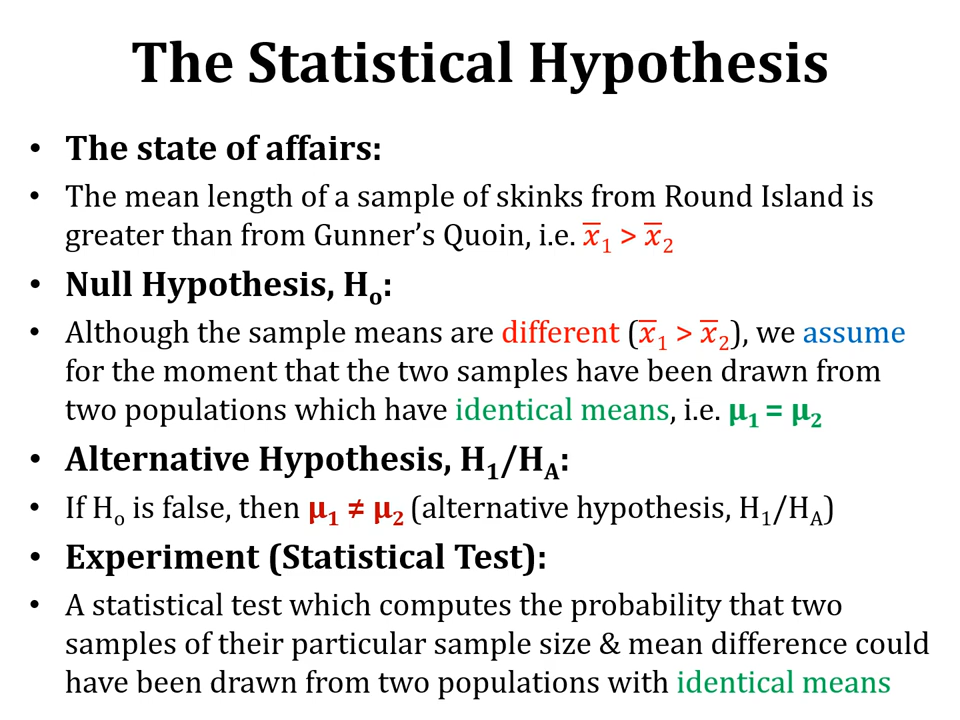 The Statistical Hypothesis
• The state of affairs:
• The mean length of a sample of skinks from Round Island is
greater than from Gunner’s Quoin, i.e. x̅₁ > x̅₂
• Null Hypothesis, Hₒ:
• Although the sample means are different (x̅₁ > x̅₂), we assume
for the moment that the two samples have been drawn from
two populations which have identical means, i.e. μ₁ = μ₂
• Alternative Hypothesis, H₁/H_A:
• If Hₒ is false, then μ₁ ≠ μ₂ (alternative hypothesis, H₁/H_A)
• Experiment (Statistical Test):
• A statistical test which computes the probability that two
samples of their particular sample size & mean difference could
have been drawn from two populations with identical means